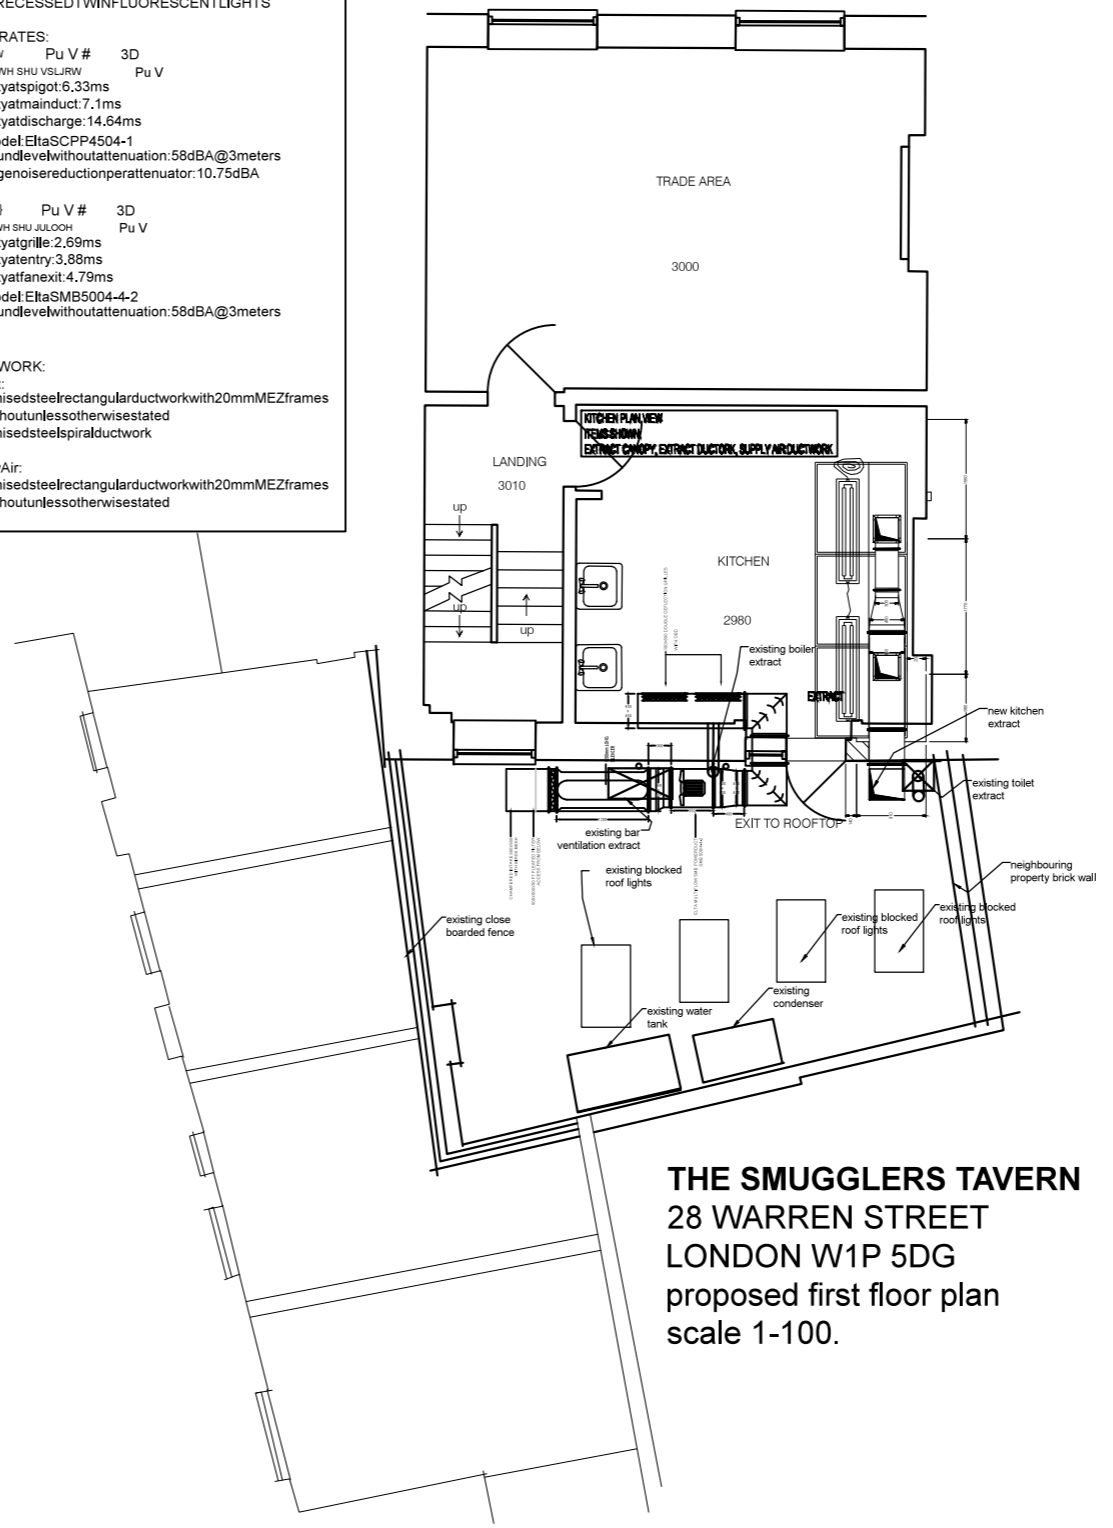 RECESSEDTWINFLUORESCENTLIGHTS
RATES:
Pu V # 3D
WH SHU VSLJRW Pu V
yatspigot:6.33ms
yatmainduct:7.1ms
yatdischarge:14.64ms
odel:EltaSCPP4504-1
undlevelwithoutattenuation:58dBA@3meters
genoisereductionperattenuator:10.75dBA
Pu V # 3D
WH SHU JULOOH Pu V
yatgrille:2.69ms
yatentry:3.88ms
yatfanexit:4.79ms
odel:EltaSMB5004-4-2
undlevelwithoutattenuation:58dBA@3meters
WORK:
nisedsteelrectangularductworkwith20mmMEZframes
houtunlessotherwisestated
nisedsteelspiralductwork
Air:
nisedsteelrectangularductworkwith20mmMEZframes
houtunlessotherwisestated
TRADE AREA
3000
KITCHEN PLAN VIEW
ITEMS SHOWN:
EXTRACT CANOPY, EXTRACT DUCTORK, SUPPLY AIR DUCTWORK
LANDING
3010
up
up
up
KITCHEN
2980
existing boiler
extract
EXTRACT
new kitchen
extract
existing toilet
extract
EXIT TO ROOFTOP
existing bar
ventilation extract
existing blocked
roof lights
neighbouring
property brick wall
existing close
boarded fence
existing blocked
roof lights
existing blocked
roof lights
existing
condenser
existing water
tank
THE SMUGGLERS TAVERN
28 WARREN STREET
LONDON W1P 5DG
proposed first floor plan
scale 1-100.